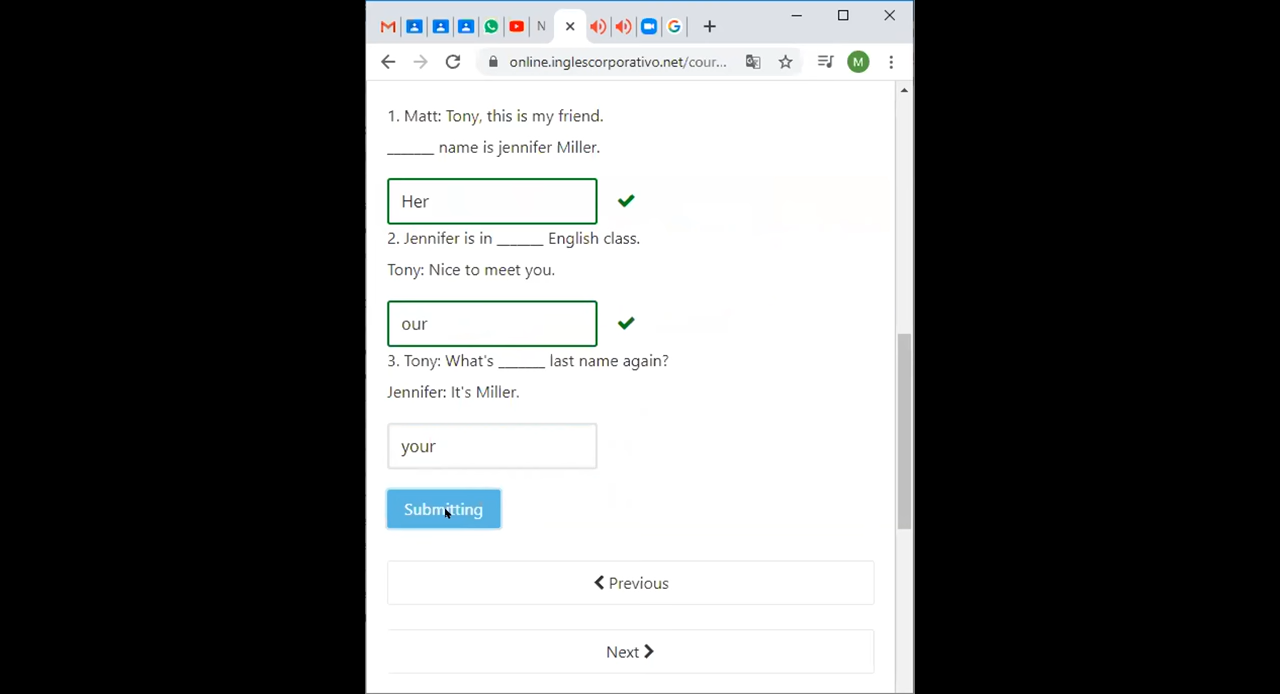 N
online.inglescorporativo.net/cour...
M
1. Matt: Tony, this is my friend.
______ name is jennifer Miller.
Her
2. Jennifer is in ______ English class.
Tony: Nice to meet you.
our
3. Tony: What's ______ last name again?
Jennifer: It's Miller.
your
Submitting
Previous
Next